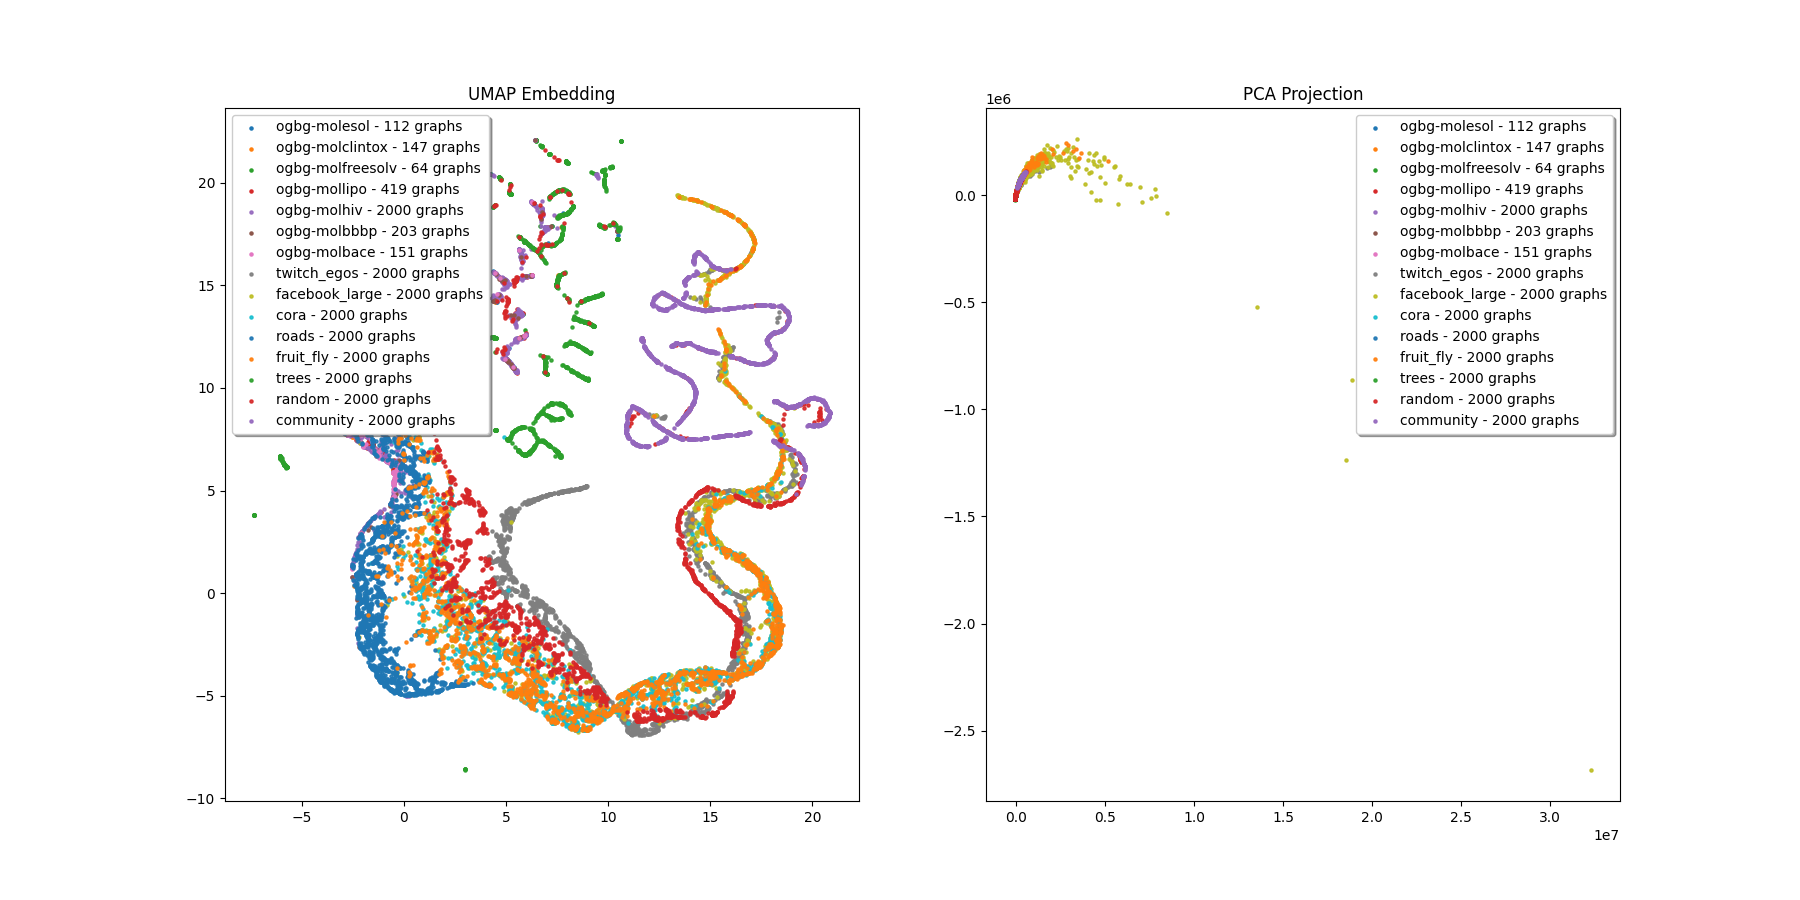 UMAP Embedding
ogbg-molesol - 112 graphs
ogbg-molclintox - 147 graphs
ogbg-molfreesolv - 64 graphs
ogbg-mollipo - 419 graphs
ogbg-molhiv - 2000 graphs
ogbg-molbbbp - 203 graphs
ogbg-molbace - 151 graphs
twitch_egos - 2000 graphs
facebook_large - 2000 graphs
cora - 2000 graphs
roads - 2000 graphs
fruit_fly - 2000 graphs
trees - 2000 graphs
random - 2000 graphs
community - 2000 graphs
20
15
10
5
0
−5
−10
−5 0 5 10 15 20
PCA Projection
1e6
ogbg-molesol - 112 graphs
ogbg-molclintox - 147 graphs
ogbg-molfreesolv - 64 graphs
ogbg-mollipo - 419 graphs
ogbg-molhiv - 2000 graphs
ogbg-molbbbp - 203 graphs
ogbg-molbace - 151 graphs
twitch_egos - 2000 graphs
facebook_large - 2000 graphs
cora - 2000 graphs
roads - 2000 graphs
fruit_fly - 2000 graphs
trees - 2000 graphs
random - 2000 graphs
community - 2000 graphs
0.0
−0.5
−1.0
−1.5
−2.0
−2.5
0.0 0.5 1.0 1.5 2.0 2.5 3.0
1e7